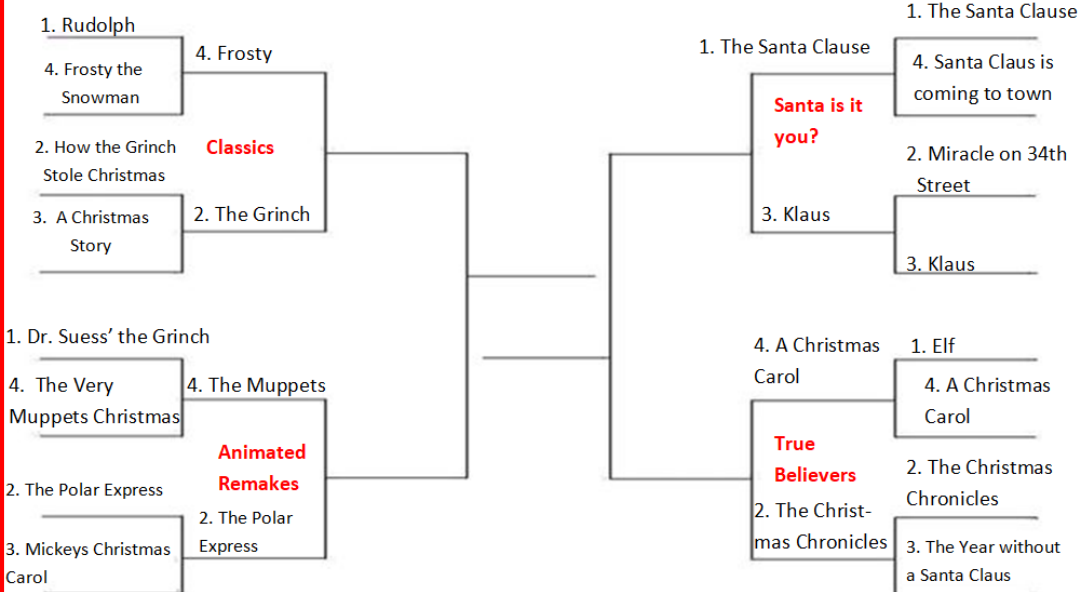 1. Rudolph
4. Frosty the
Snowman
4. Frosty
2. How the Grinch
Stole Christmas
Classics
3. A Christmas
Story
2. The Grinch
1. Dr. Suess’ the Grinch
4. The Very
Muppets Christmas
4. The Muppets
Animated
Remakes
2. The Polar Express
2. The Polar
Express
3. Mickeys Christmas
Carol
1. The Santa Clause
1. The Santa Clause
4. Santa Claus is
coming to town
Santa is it
you?
2. Miracle on 34th
Street
3. Klaus
3. Klaus
4. A Christmas
Carol
1. Elf
4. A Christmas
Carol
True
Believers
2. The Christmas
Chronicles
2. The Christ-
mas Chronicles
3. The Year without
a Santa Claus